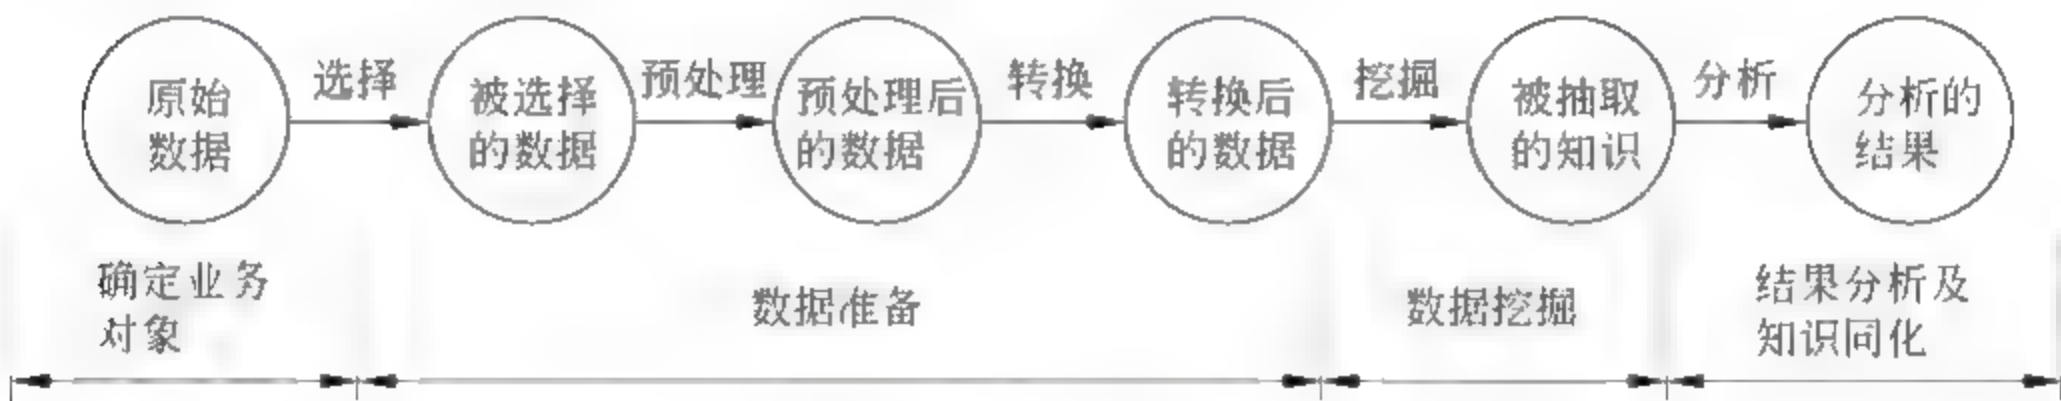 原始
数据
选择
被选择
的数据
预处理
预处理后
的数据
转换
转换后
的数据
挖掘
被抽取
的知识
分析
分析的
结果
确定业务
对象
数据准备
数据挖掘
结果分析及
知识同化